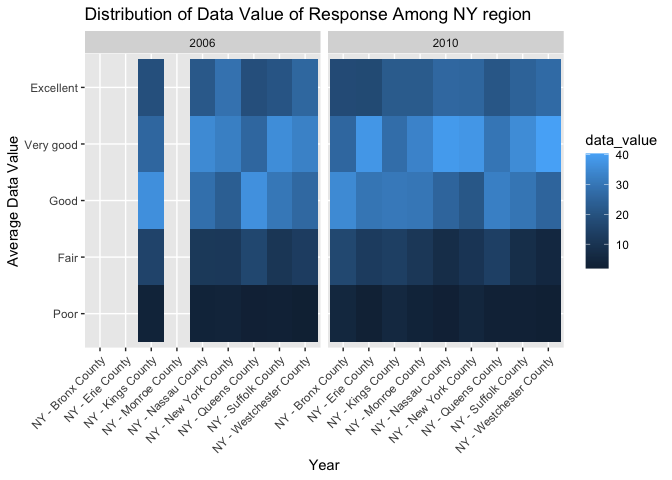 Distribution of Data Value of Response Among NY region
2006
2010
Average Data Value
Excellent
Very good
Good
Fair
Poor
NY - Bronx County
NY - Erie County
NY - Kings County
NY - Monroe County
NY - Nassau County
NY - New York County
NY - Queens County
NY - Suffolk County
NY - Westchester County
NY - Bronx County
NY - Erie County
NY - Kings County
NY - Monroe County
NY - Nassau County
NY - New York County
NY - Queens County
NY - Suffolk County
NY - Westchester County
Year
data_value
40
30
20
10